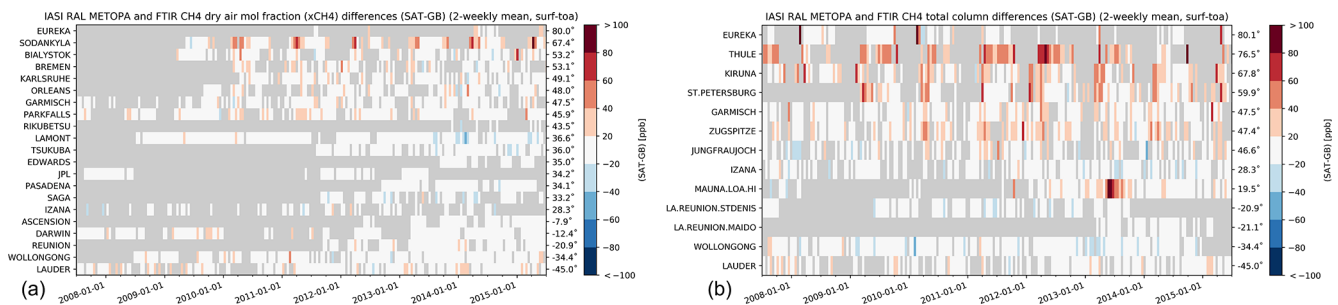 IASI RAL METOPA and FTIR CH4 dry air mol fraction (xCH4) differences (SAT-GB) (2-weekly mean, surf-toa)
EUREKA 80.0°
SODANKYLA 67.4°
BIALYSTOK 53.2°
BREMEN 53.1°
KARLSRUHE 49.1°
ORLEANS 48.0°
GARMISCH 47.5°
PARKFALLS 45.9°
RIKUBETSU 43.5°
LAMONT 36.6°
TSUKUBA 36.0°
EDWARDS 35.0°
JPL 34.2°
PASADENA 34.1°
SAGA 33.2°
IZANA 28.3°
ASCENSION -7.9°
DARWIN -12.4°
REUNION -20.9°
WOLLONGONG -34.4°
LAUDER -45.0°
2008-01-01 2009-01-01 2010-01-01 2011-01-01 2012-01-01 2013-01-01 2014-01-01 2015-01-01
> 100
80
60
40
20
−20
−40
−60
−80
< −100
(SAT-GB) [ppb]
(a)
IASI RAL METOPA and FTIR CH4 total column differences (SAT-GB) (2-weekly mean, surf-toa)
EUREKA 80.1°
THULE 76.5°
KIRUNA 67.8°
ST.PETERSBURG 59.9°
GARMISCH 47.5°
ZUGSPITZE 47.4°
JUNGFRAUJOCH 46.6°
IZANA 28.3°
MAUNA.LOA.HI 19.5°
LA.REUNION.STDENIS -20.9°
LA.REUNION.MAIDO -21.1°
WOLLONGONG -34.4°
LAUDER -45.0°
2008-01-01 2009-01-01 2010-01-01 2011-01-01 2012-01-01 2013-01-01 2014-01-01 2015-01-01
> 100
80
60
40
20
−20
−40
−60
−80
< −100
(SAT-GB) [ppb]
(b)